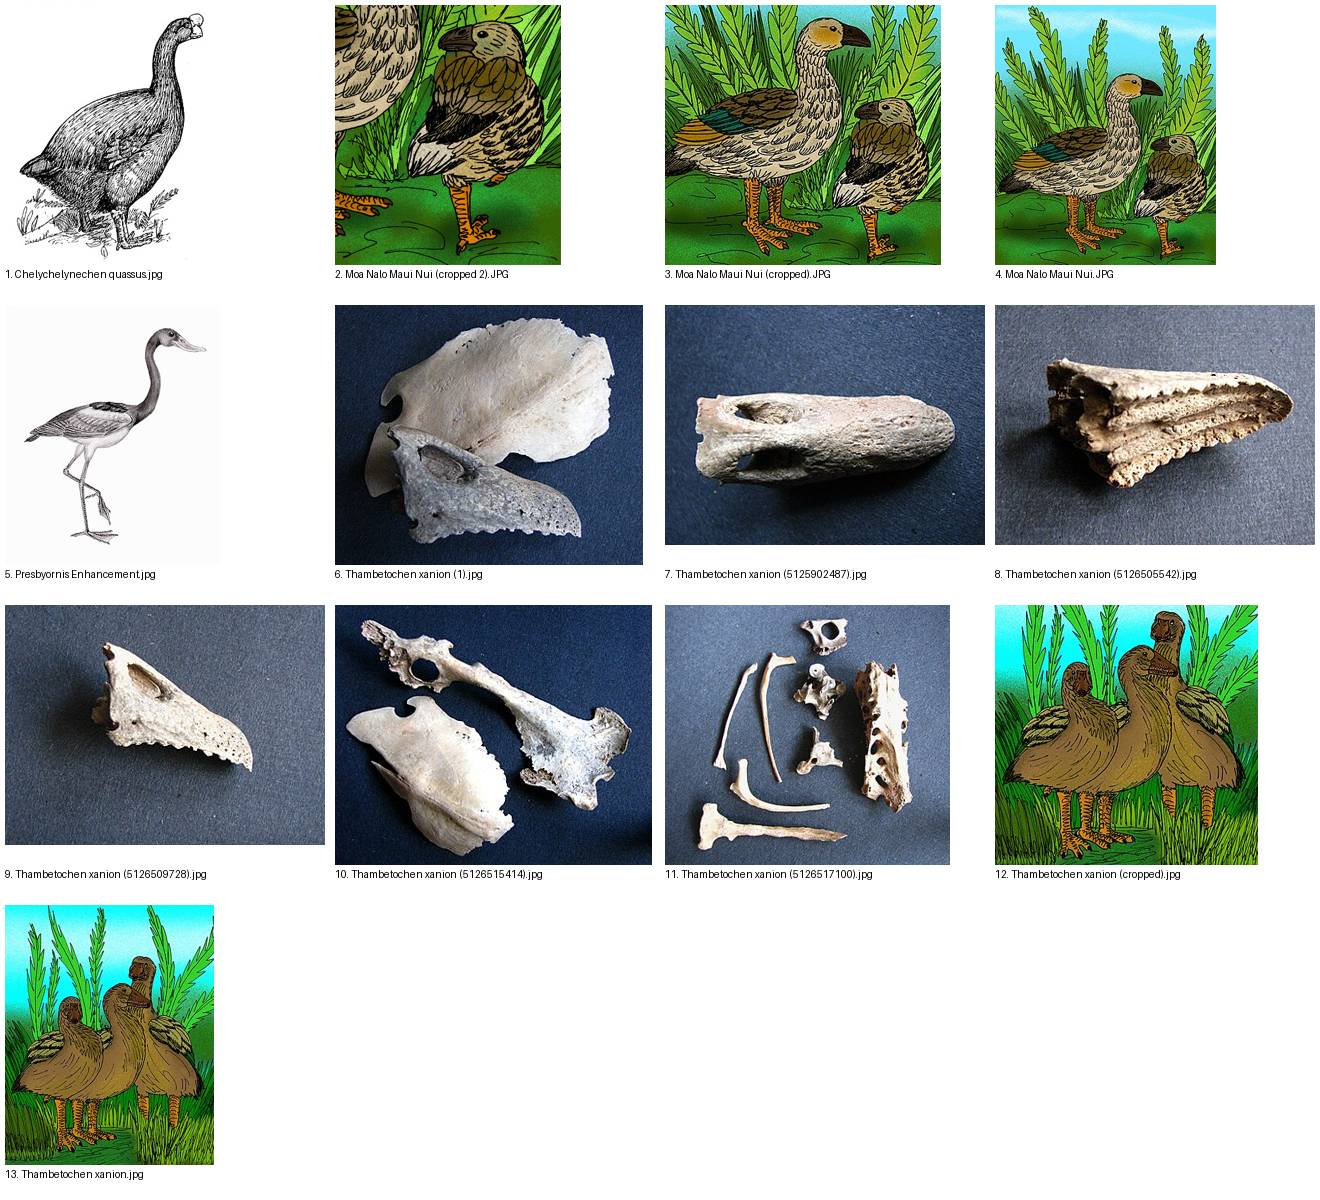 1. Chelychelynechen quassus.jpg
2. Moa Nalo Maui Nui (cropped 2).JPG
3. Moa Nalo Maui Nui (cropped).JPG
4. Moa Nalo Maui Nui.JPG
5. Presbyornis Enhancement.jpg
6. Thambetochen xanion (1).jpg
7. Thambetochen xanion (5125902487).jpg
8. Thambetochen xanion (5126505542).jpg
9. Thambetochen xanion (5126509728).jpg
10. Thambetochen xanion (5126515414).jpg
11. Thambetochen xanion (5126517100).jpg
12. Thambetochen xanion (cropped).jpg
13. Thambetochen xanion.jpg